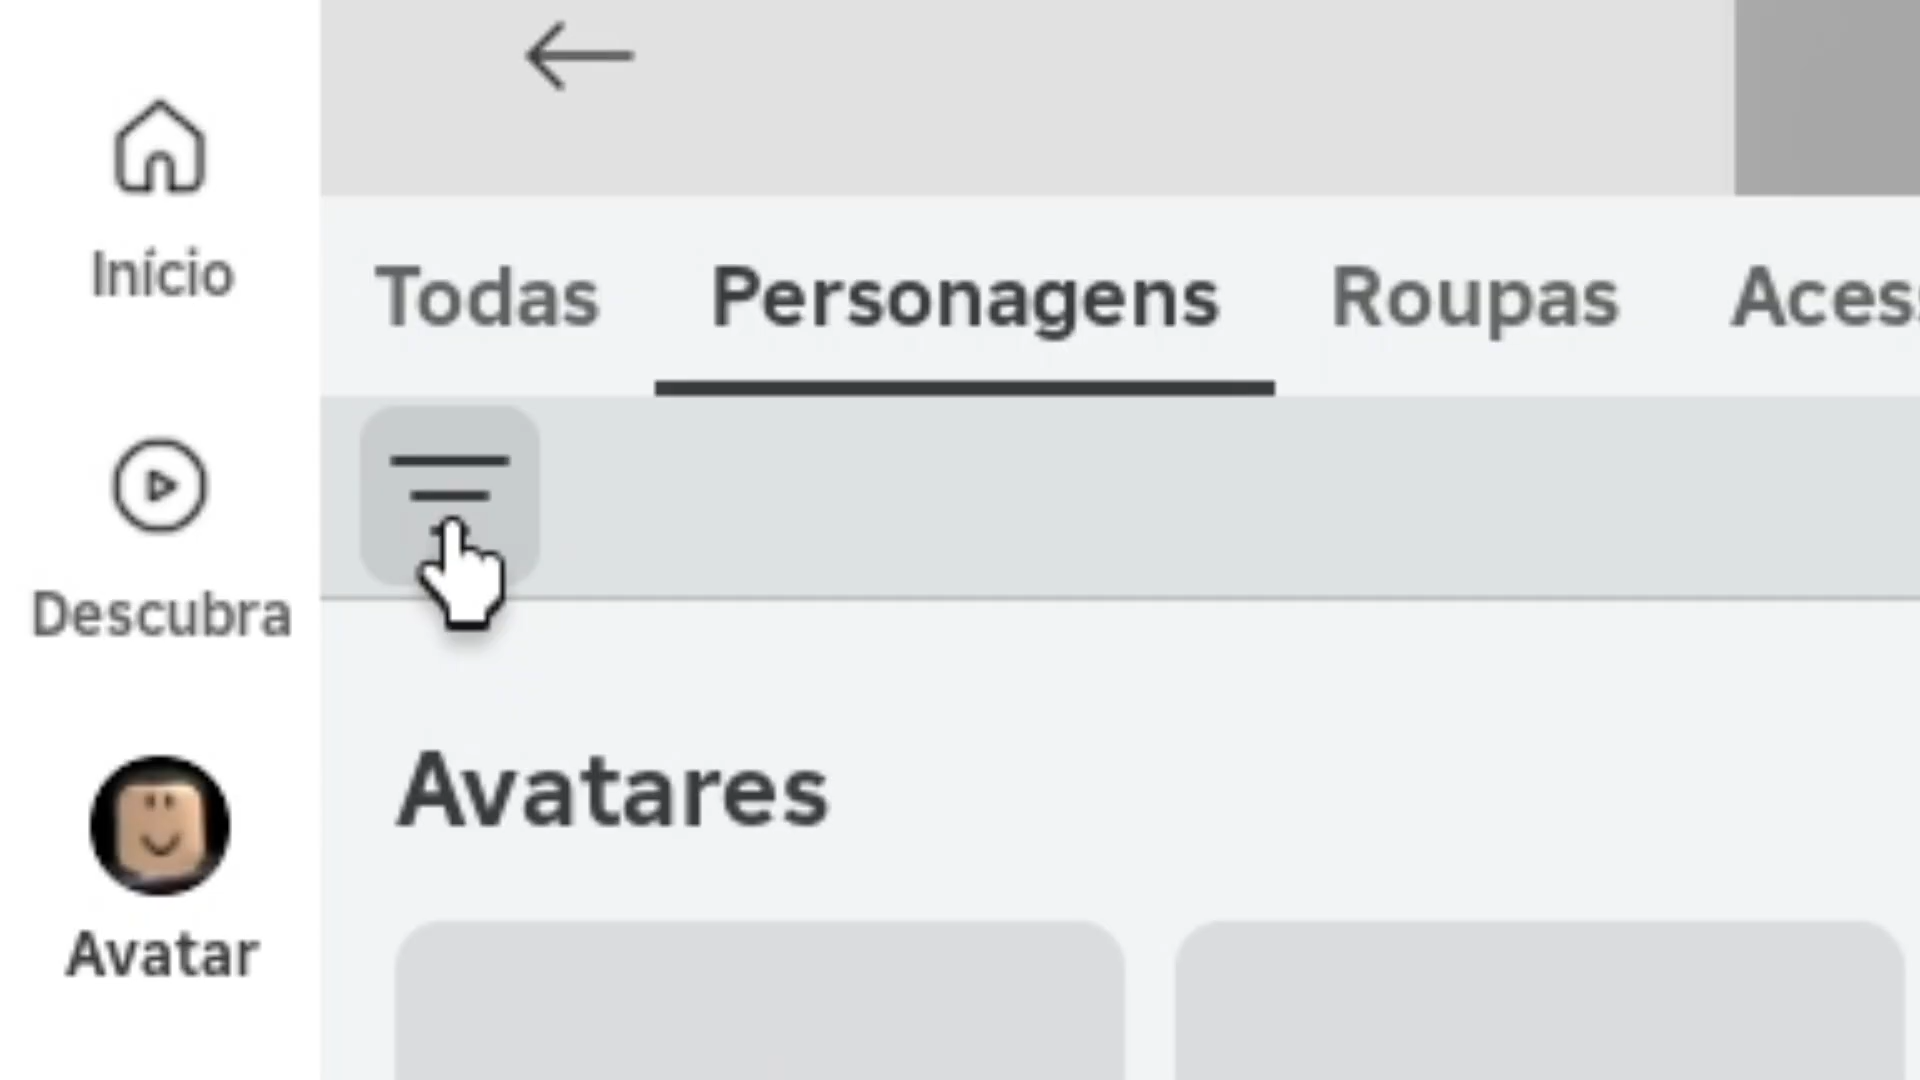 Início
Descubra
Avatar
Todas Personagens Roupas
Avatares